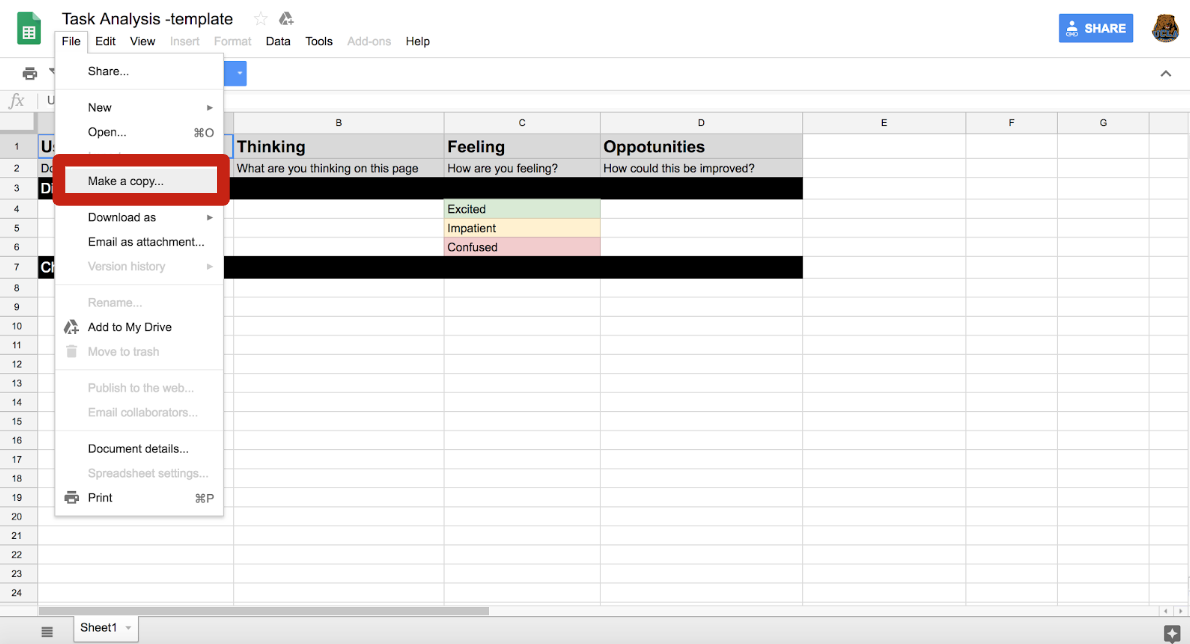 Task Analysis -template
File Edit View Insert Format Data Tools Add-ons Help
SHARE
Share...
fx U
New
Open... ⌘O
A B C D E F G
1 Us Thinking Feeling Oppotunities
2 Do What are you thinking on this page How are you feeling? How could this be improved?
Make a copy...
3 Di
4 Excited
Download as
5 Impatient
Email as attachment...
6 Confused
Version history
7 Ch
8
Rename...
9
10
Add to My Drive
11
Move to trash
12
13
Publish to the web...
14
Email collaborators...
15
16
Document details...
17
Spreadsheet settings...
18
19
Print ⌘P
20
21
22
23
24
Sheet1